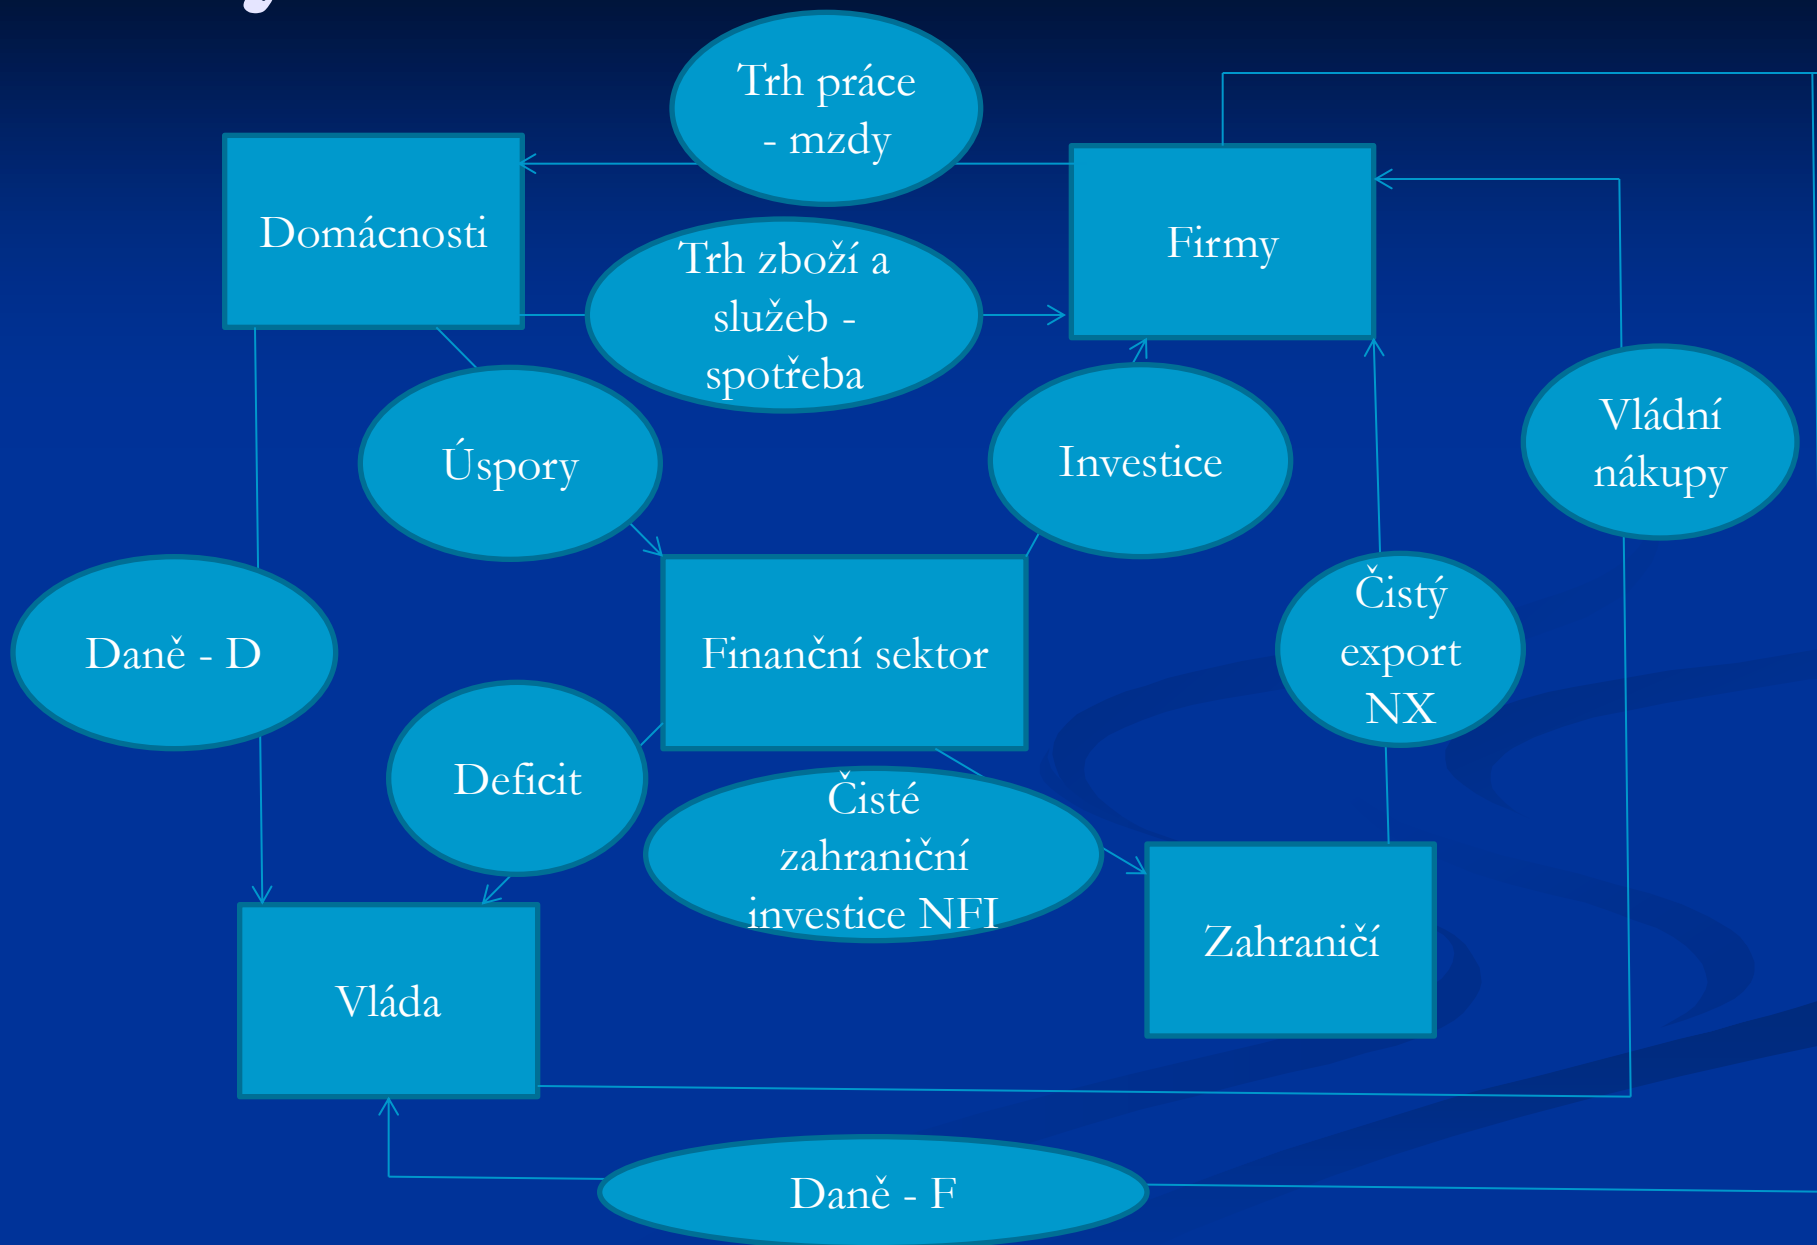 Trh práce
- mzdy
Domácnosti
Firmy
Trh zboží a
služeb -
spotřeba
Úspory
Investice
Vládní
nákupy
Daně - D
Finanční sektor
Čistý
export
NX
Deficit
Čisté
zahraniční
investice NFI
Zahraničí
Vláda
Daně - F